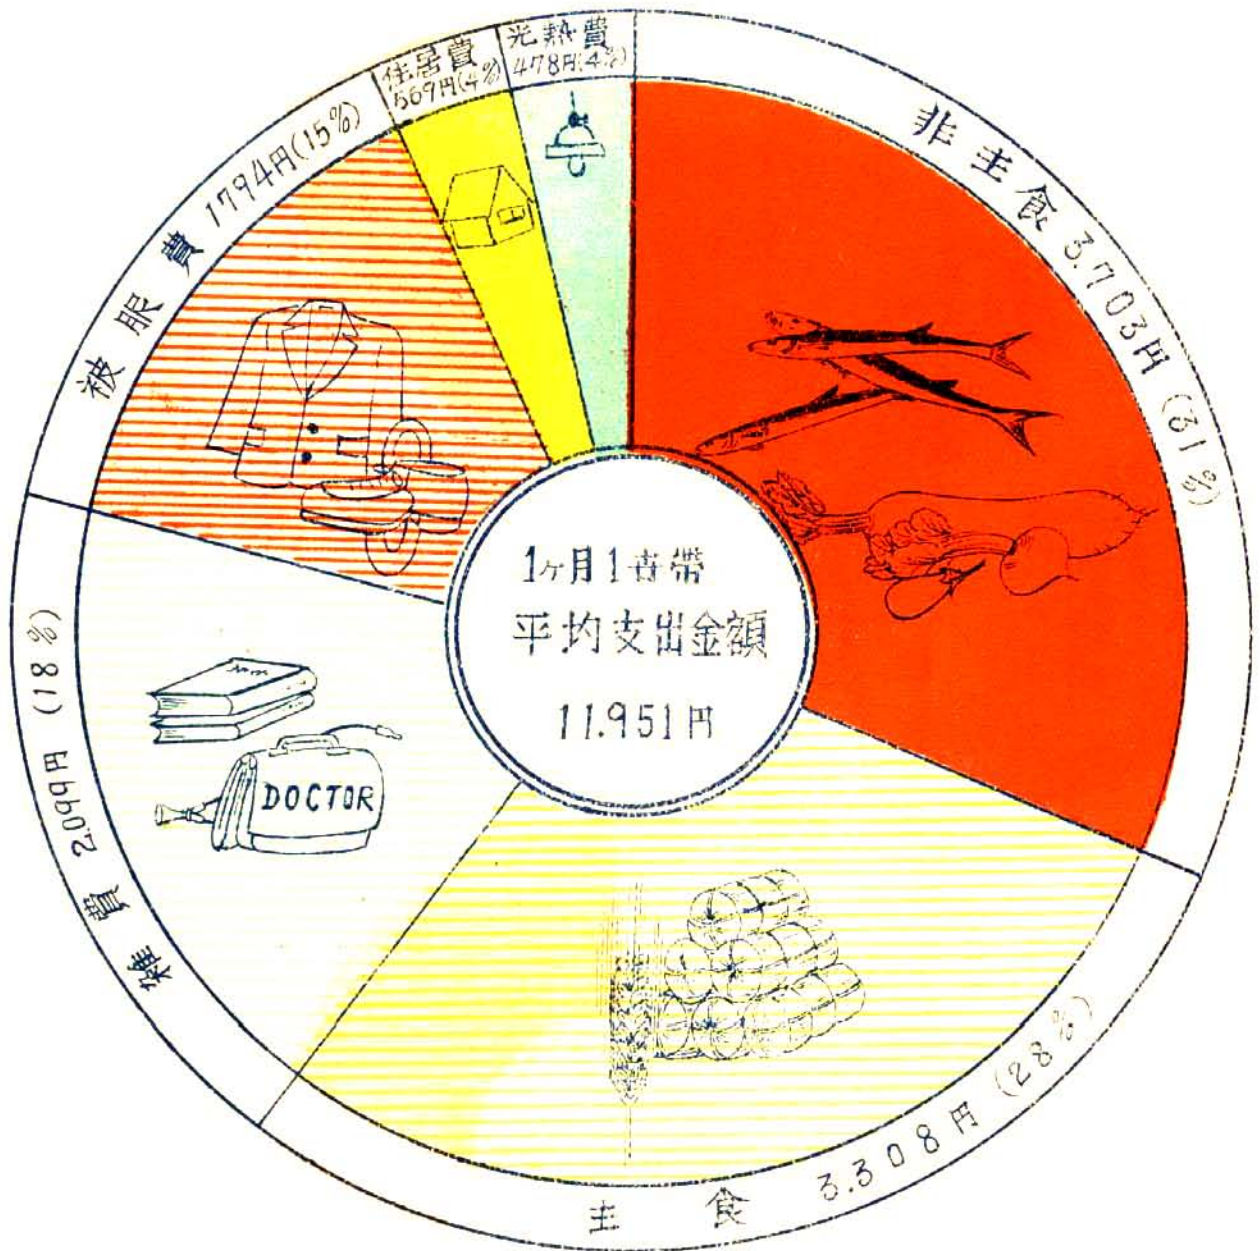 1ヶ月1世帶
平均支出金額
11.951円
非主食 3.703円 (31%)
主食 3.308円 (28%)
雑費 2.099円 (18%)
被服費 1794円(15%)
住居費
569円(4%)
光熱費
478円(4%)
DOCTOR